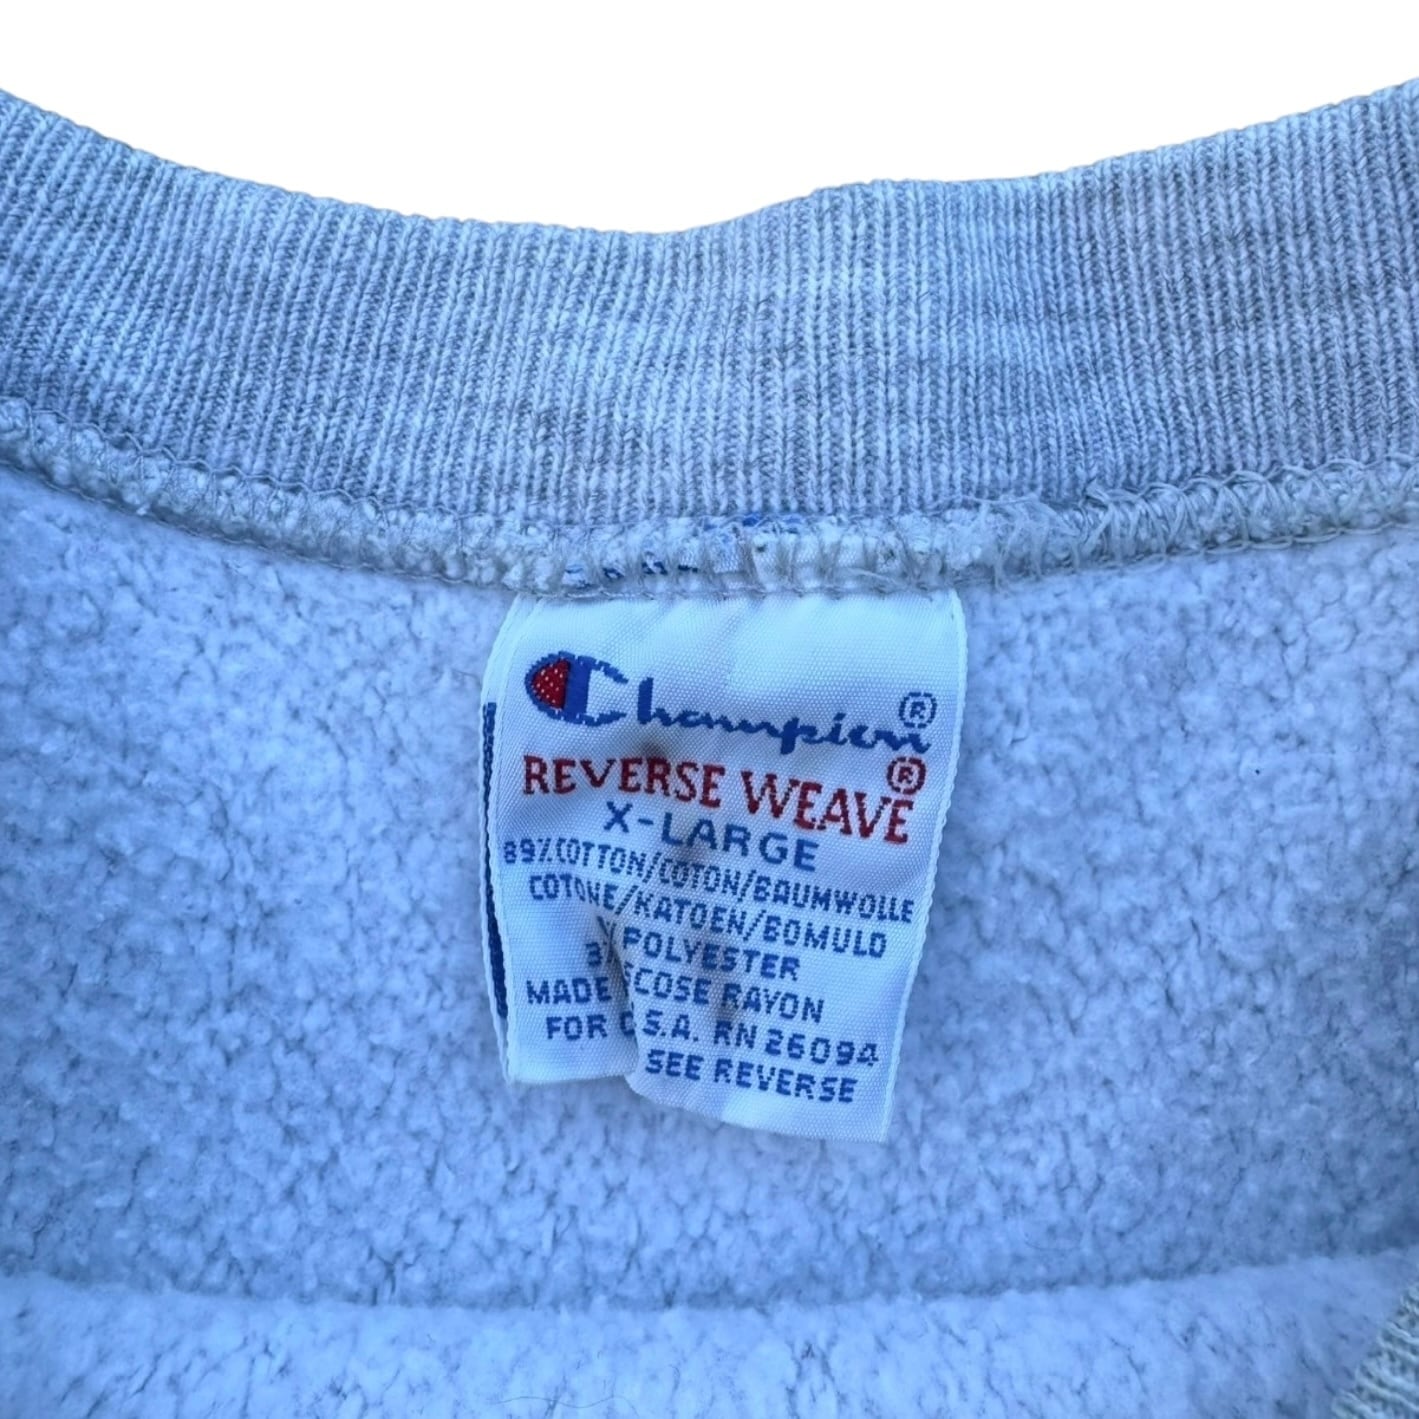 Champion®
REVERSE WEAVE®
X-LARGE
89% COTTON/COTON/BAUMWOLLE
COTONE/KATOEN/BOMULD
POLYESTER
RAYON
MADE S.A. RN 26094
FOR SEE REVERSE